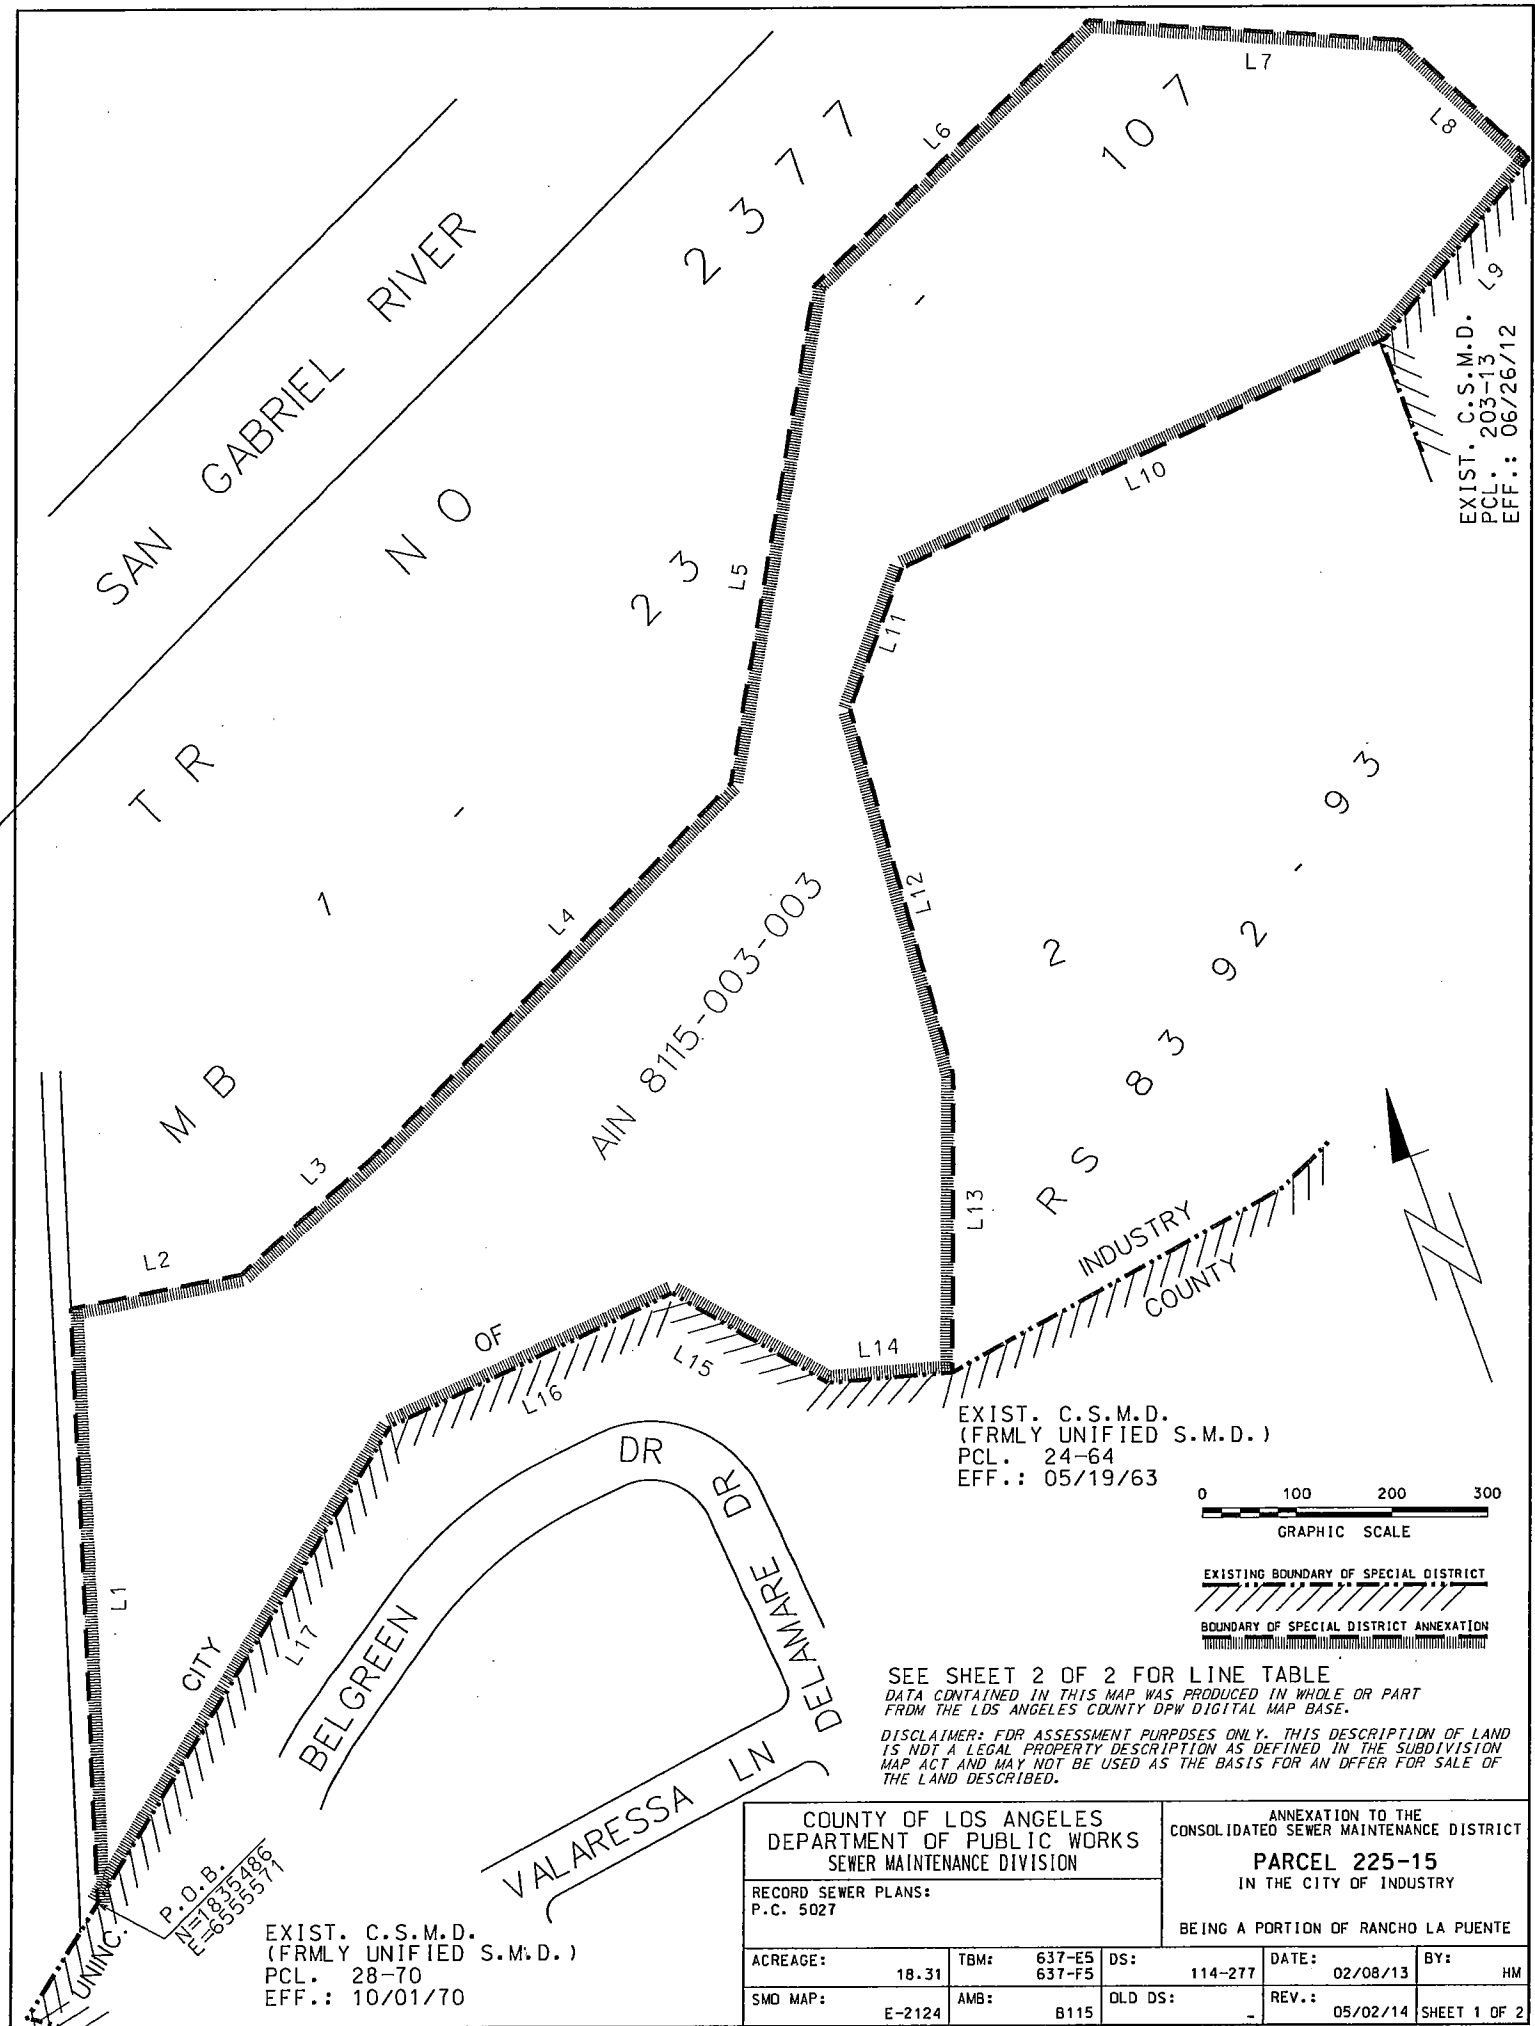 L7
L8
L6
107
L9
SAN GABRIEL RIVER
TR NO 2377
EXIST. C.S.M.D.
PCL. 203-13
EFF.: 06/26/12
L10
L5
L11
MB 1 - 23 -
L4
L12
AIN 8115-003-003
2
RS 83 92 - 93
L3
L13
L2
INDUSTRY
COUNTY
OF
L14
L15
L16
EXIST. C.S.M.D.
(FRMLY UNIFIED S.M.D.)
PCL. 24-64
EFF.: 05/19/63
BELGREEN DR
DELAMARE DR
0 100 200 300
GRAPHIC SCALE
EXISTING BOUNDARY OF SPECIAL DISTRICT
BOUNDARY OF SPECIAL DISTRICT ANNEXATION
L1
L17
CITY
SEE SHEET 2 OF 2 FOR LINE TABLE
DATA CONTAINED IN THIS MAP WAS PRODUCED IN WHOLE OR PART
FROM THE LOS ANGELES COUNTY DPW DIGITAL MAP BASE.
DISCLAIMER: FOR ASSESSMENT PURPOSES ONLY. THIS DESCRIPTION OF LAND
IS NOT A LEGAL PROPERTY DESCRIPTION AS DEFINED IN THE SUBDIVISION
MAP ACT AND MAY NOT BE USED AS THE BASIS FOR AN OFFER FOR SALE OF
THE LAND DESCRIBED.
VALARESSA LN
P.O.B.
N=1835486
E=6555571
UNINC.
EXIST. C.S.M.D.
(FRMLY UNIFIED S.M.D.)
PCL. 28-70
EFF.: 10/01/70
COUNTY OF LOS ANGELES
DEPARTMENT OF PUBLIC WORKS
SEWER MAINTENANCE DIVISION
ANNEXATION TO THE
CONSOLIDATED SEWER MAINTENANCE DISTRICT
PARCEL 225-15
IN THE CITY OF INDUSTRY
BEING A PORTION OF RANCHO LA PUENTE
RECORD SEWER PLANS:
P.C. 5027
ACREAGE: 18.31
TBM: 637-E5
637-F5
DS: 114-277
DATE: 02/08/13
BY: HM
SMD MAP: E-2124
AMB: 8115
OLD DS: -
REV.: 05/02/14
SHEET 1 OF 2